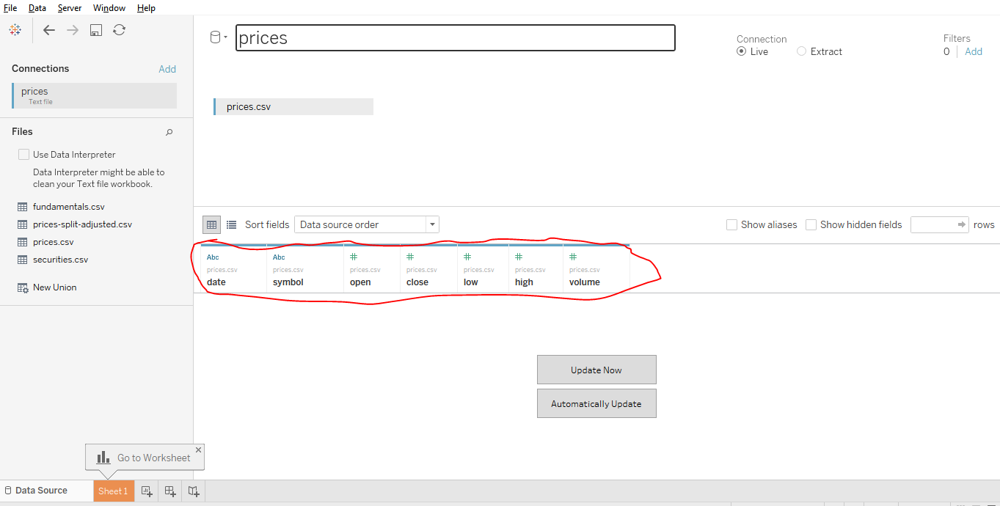 File Data Server Window Help
prices
Connection
Live Extract
Filters
0 Add
Connections Add
prices
Text file
prices.csv
Files
Use Data Interpreter
Data Interpreter might be able to
clean your Text file workbook.
fundamentals.csv
prices-split-adjusted.csv
prices.csv
securities.csv
New Union
Sort fields Data source order Show aliases Show hidden fields rows
Abc Abc # # # # #
prices.csv prices.csv prices.csv prices.csv prices.csv prices.csv prices.csv
date symbol open close low high volume
Update Now
Automatically Update
Go to Worksheet
Data Source Sheet 1